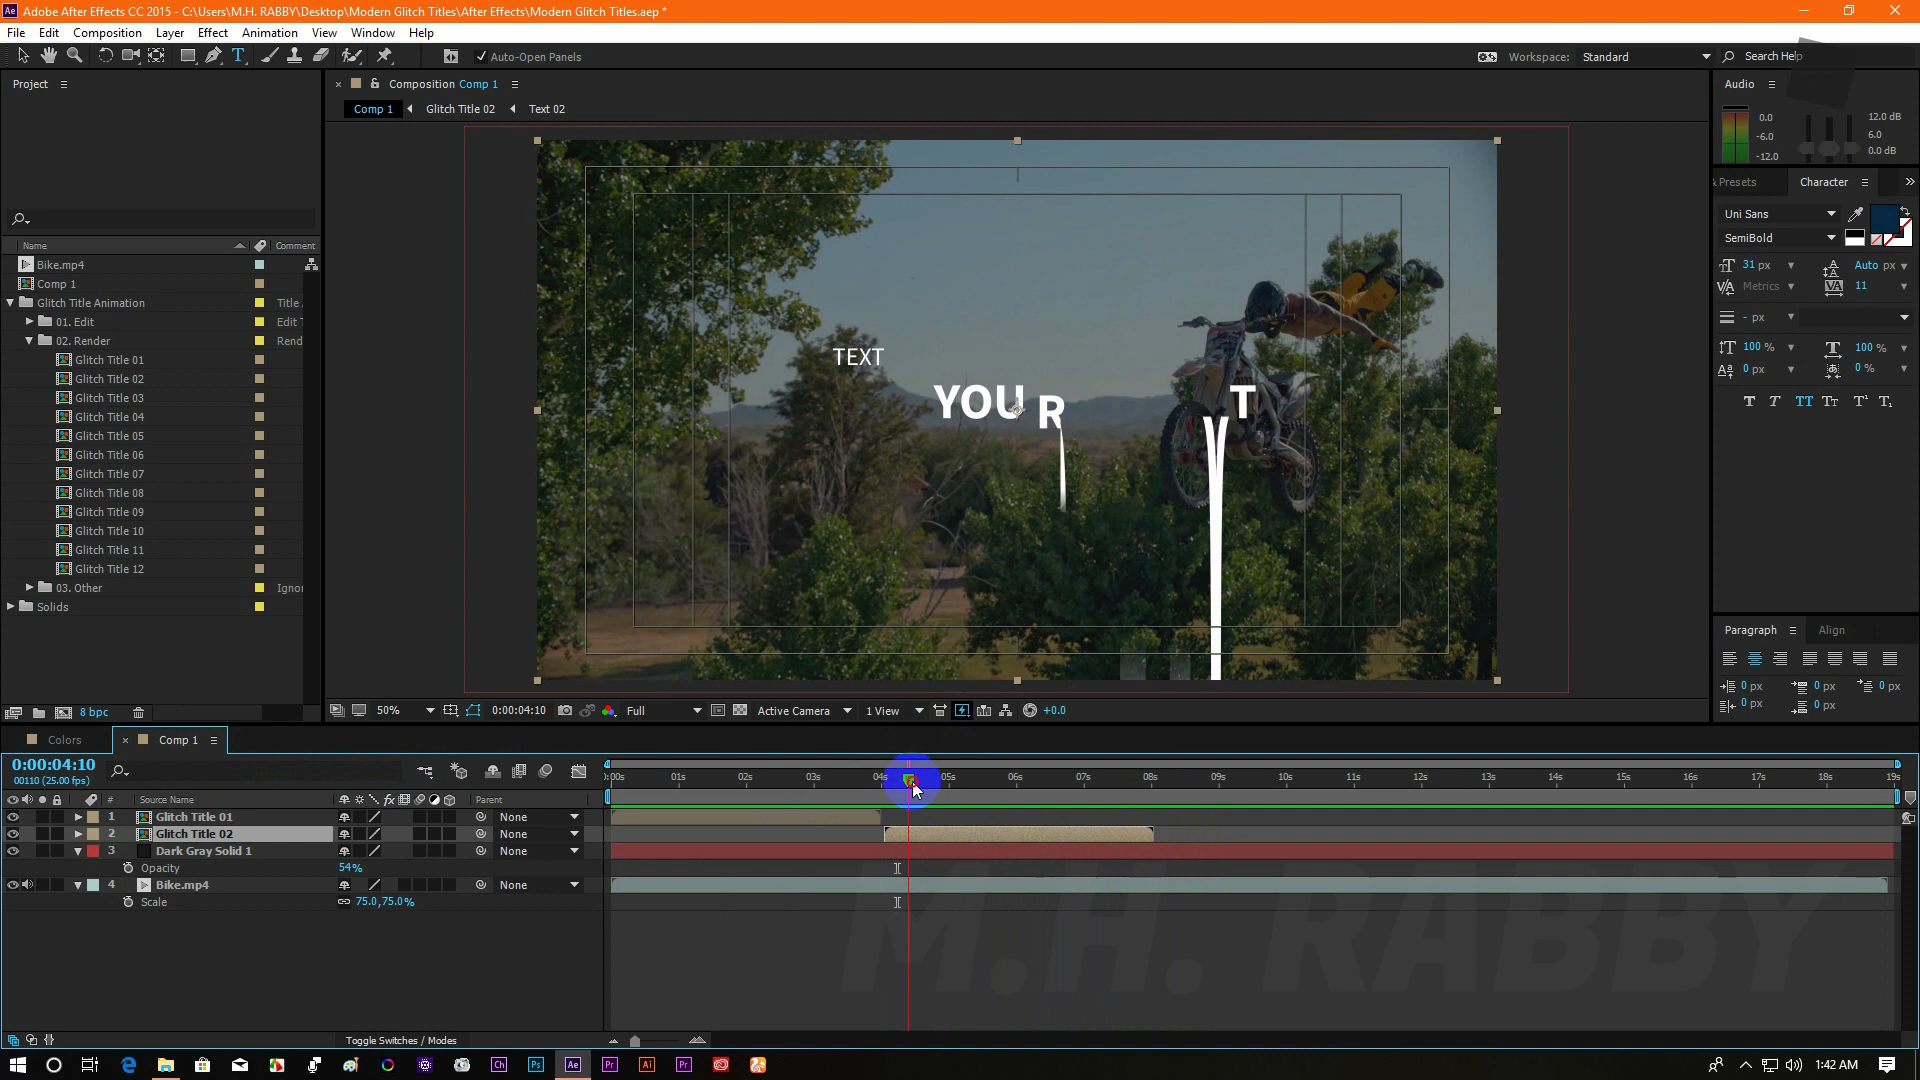 Adobe After Effects CC 2015 - C:\Users\M.H. RABBY\Desktop\Modern Glitch Titles\After Effects\Modern Glitch Titles.aep *
File Edit Composition Layer Effect Animation View Window Help
Auto-Open Panels
Workspace: Standard
Search Help
Project
Composition Comp 1
Comp 1 Glitch Title 02 Text 02
Audio
0.0
-6.0
-12.0
12.0 dB
6.0
0.0 dB
& Presets Character
Uni Sans
SemiBold
31 px Auto px
Metrics 11
- px
100 % 100 %
0 px 0 %
Name Comment
Bike.mp4
Comp 1
Glitch Title Animation Title
01. Edit Edit T
02. Render Rend
Glitch Title 01
Glitch Title 02
Glitch Title 03
Glitch Title 04
Glitch Title 05
Glitch Title 06
Glitch Title 07
Glitch Title 08
Glitch Title 09
Glitch Title 10
Glitch Title 11
Glitch Title 12
03. Other Ignor
Solids
TEXT
YOU R Y T
Paragraph Align
0 px 0 px 0 px
0 px 0 px
8 bpc
50% 0:00:04:10 Full Active Camera 1 View +0.0
Colors Comp 1
0:00:04:10
00110 (25.00 fps)
:00s 01s 02s 03s 04s 05s 06s 07s 08s 09s 10s 11s 12s 13s 14s 15s 16s 17s 18s 19s
# Source Name Parent
1 Glitch Title 01 None
2 Glitch Title 02 None
3 Dark Gray Solid 1 None
Opacity 54%
4 Bike.mp4 None
Scale 75.0,75.0%
M.H. RABBY
Toggle Switches / Modes
1:42 AM